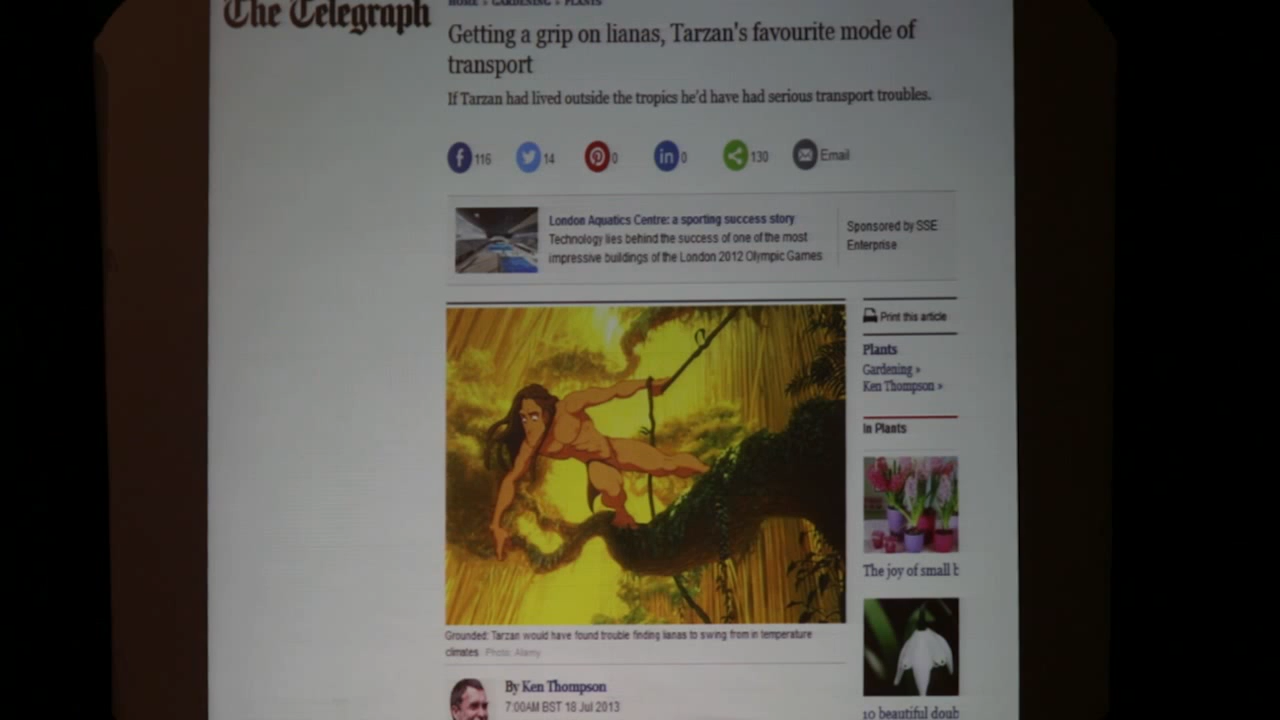 The Telegraph
HOME » GARDENING » PLANTS
Getting a grip on lianas, Tarzan's favourite mode of
transport
If Tarzan had lived outside the tropics he'd have had serious transport troubles.
116
14
0
0
130
Email
London Aquatics Centre: a sporting success story
Technology lies behind the success of one of the most
impressive buildings of the London 2012 Olympic Games
Sponsored by SSE
Enterprise
Print this article
Plants
Gardening »
Ken Thompson »
In Plants
The joy of small b
Grounded: Tarzan would have found trouble finding lianas to swing from in temperature
climates Photo: Alamy
By Ken Thompson
7:00AM BST 18 Jul 2013
10 beautiful doub